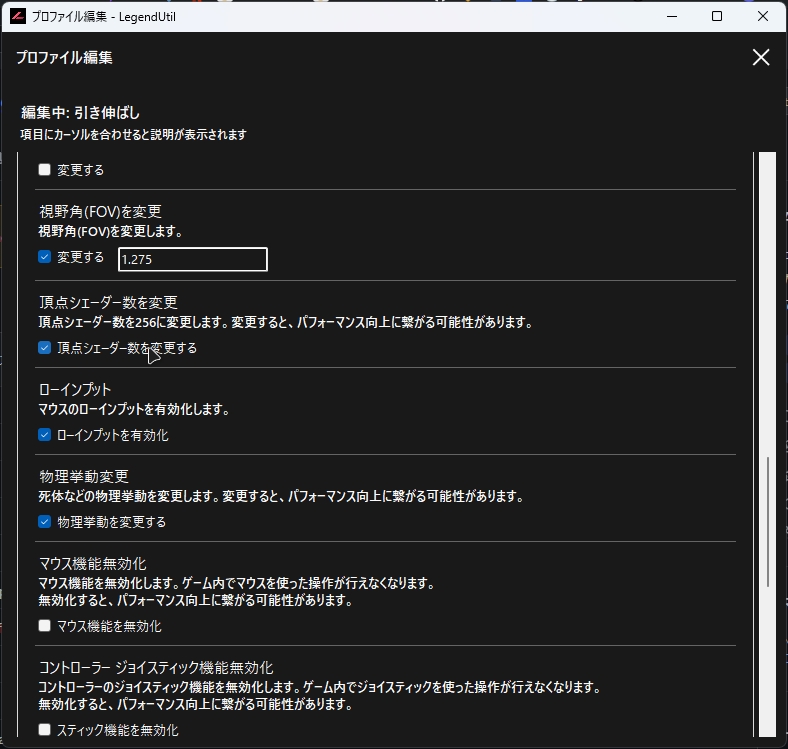 プロファイル編集 - LegendUtil
プロファイル編集
編集中: 引き伸ばし
項目にカーソルを合わせると説明が表示されます
変更する
視野角(FOV)を変更
視野角(FOV)を変更します。
変更する 1.275
頂点シェーダー数を変更
頂点シェーダー数を256に変更します。変更すると、パフォーマンス向上に繋がる可能性があります。
頂点シェーダー数を変更する
ローインプット
マウスのローインプットを有効化します。
ローインプットを有効化
物理挙動変更
死体などの物理挙動を変更します。変更すると、パフォーマンス向上に繋がる可能性があります。
物理挙動を変更する
マウス機能無効化
マウス機能を無効化します。ゲーム内でマウスを使った操作が行えなくなります。
無効化すると、パフォーマンス向上に繋がる可能性があります。
マウス機能を無効化
コントローラー ジョイスティック機能無効化
コントローラーのジョイスティック機能を無効化します。ゲーム内でジョイスティックを使った操作が行えなくなります。
無効化すると、パフォーマンス向上に繋がる可能性があります。
スティック機能を無効化